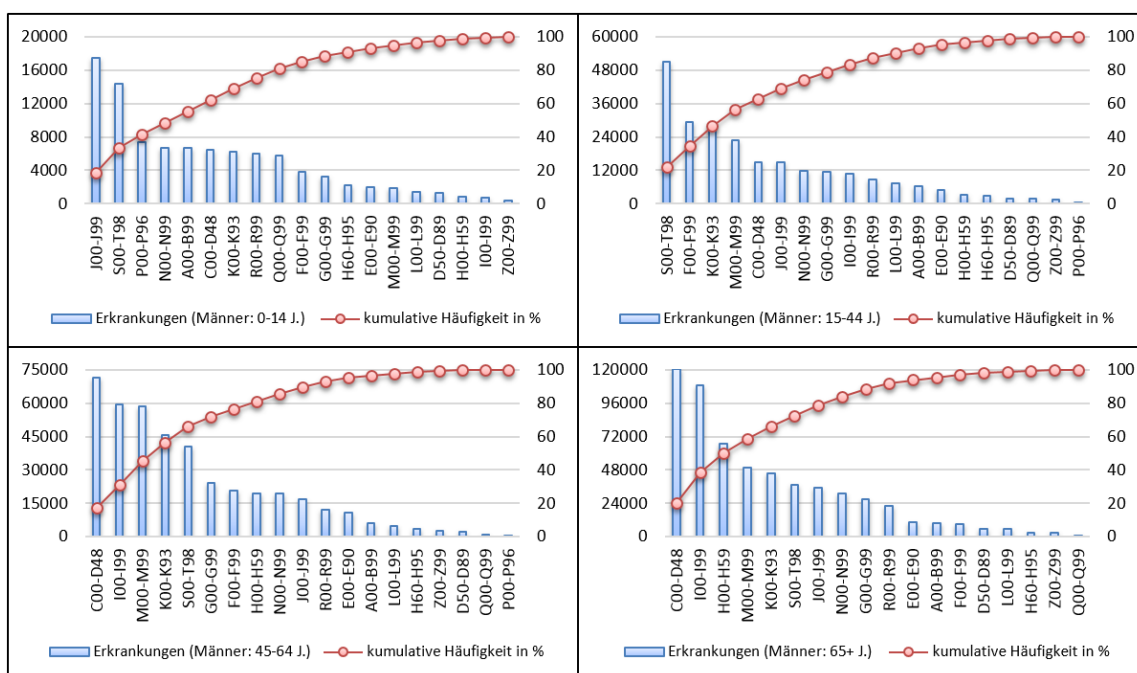 20000
16000
12000
8000
4000
0
100
80
60
40
20
0
J00-J99
S00-T98
P00-P96
N00-N99
A00-B99
C00-D48
K00-K93
R00-R99
Q00-Q99
F00-F99
G00-G99
H60-H95
E00-E90
M00-M99
L00-L99
D50-D89
H00-H59
I00-I99
Z00-Z99
Erkrankungen (Männer: 0-14 J.) kumulative Häufigkeit in %
60000
48000
36000
24000
12000
0
100
80
60
40
20
0
S00-T98
F00-F99
K00-K93
M00-M99
C00-D48
J00-J99
N00-N99
G00-G99
I00-I99
R00-R99
L00-L99
A00-B99
E00-E90
H00-H59
H60-H95
D50-D89
Q00-Q99
Z00-Z99
P00-P96
Erkrankungen (Männer: 15-44 J.) kumulative Häufigkeit in %
75000
60000
45000
30000
15000
0
100
80
60
40
20
0
C00-D48
I00-I99
M00-M99
K00-K93
S00-T98
G00-G99
F00-F99
H00-H59
N00-N99
J00-J99
R00-R99
E00-E90
A00-B99
L00-L99
H60-H95
Z00-Z99
D50-D89
Q00-Q99
P00-P96
Erkrankungen (Männer: 45-64 J.) kumulative Häufigkeit in %
120000
96000
72000
48000
24000
0
100
80
60
40
20
0
C00-D48
I00-I99
H00-H59
M00-M99
K00-K93
S00-T98
J00-J99
N00-N99
G00-G99
R00-R99
E00-E90
A00-B99
F00-F99
D50-D89
L00-L99
H60-H95
Z00-Z99
Q00-Q99
Erkrankungen (Männer: 65+ J.) kumulative Häufigkeit in %